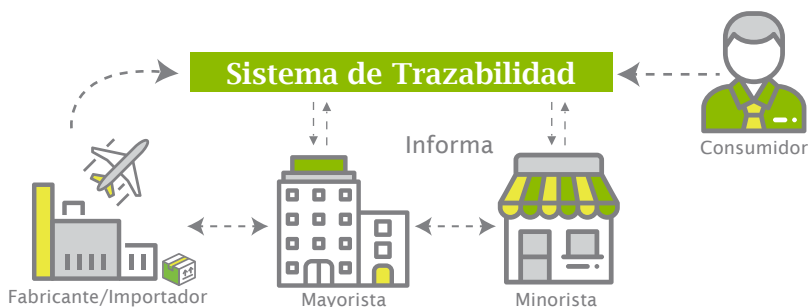 Sistema de Trazabilidad
Informa
Consumidor
Fabricante/Importador
Mayorista
Minorista